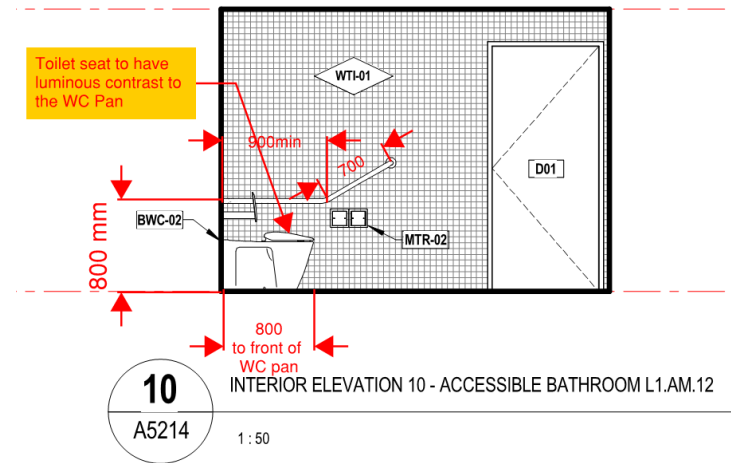 Toilet seat to have
luminous contrast to
the WC Pan
WTI-01
900min
700
D01
BWC-02
MTR-02
800 mm
800
to front of
WC pan
10
A5214
INTERIOR ELEVATION 10 - ACCESSIBLE BATHROOM L1.AM.12
1 : 50